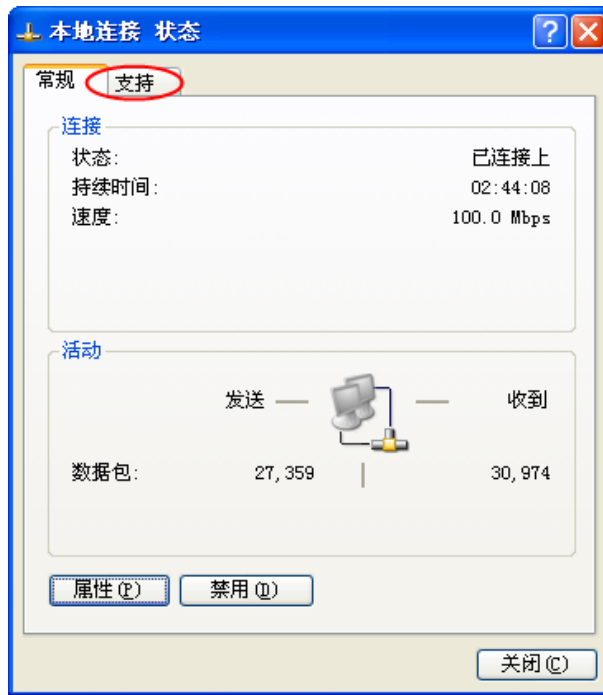 本地连接 状态
常规 支持
连接
状态: 已连接上
持续时间: 02:44:08
速度: 100.0 Mbps
活动
发送 — — 收到
数据包: 27,359 | 30,974
属性(P) 禁用(D)
关闭(C)